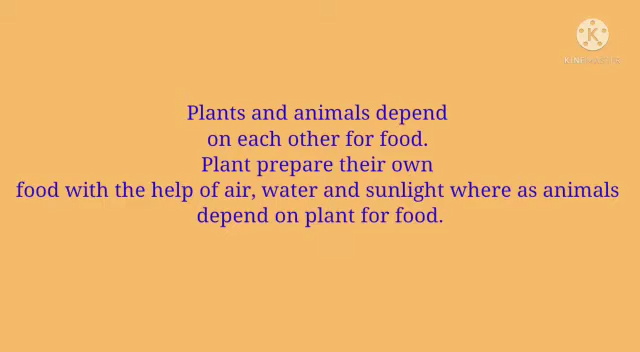 K
KINEMASTER
Plants and animals depend
on each other for food.
Plant prepare their own
food with the help of air, water and sunlight where as animals
depend on plant for food.